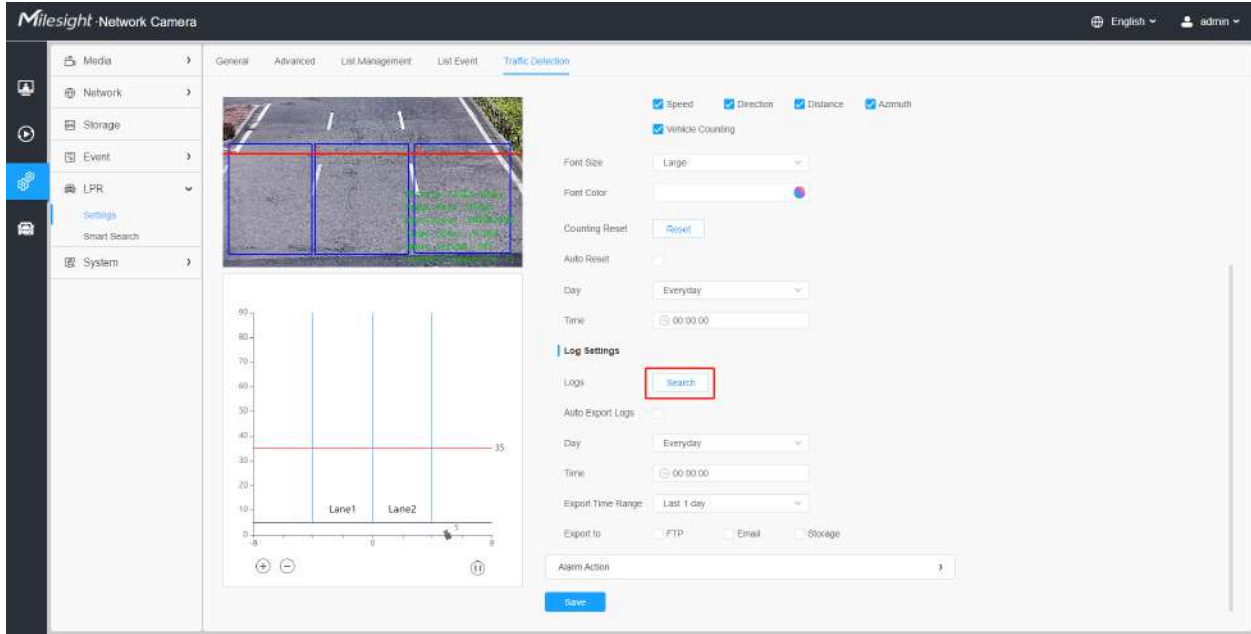 Milesight Network Camera
English
admin
Media
Network
Storage
Event
LPR
Settings
Smart Search
System
General Advanced List Management List Event Traffic Detection
Speed Direction Distance Azimuth
Vehicle Counting
Font Size Large
Font Color
Counting Reset Reset
Auto Reset
Day Everyday
Time 00:00:00
Log Settings
Logs Search
Auto Export Logs
Day Everyday
Time 00:00:00
Export Time Range Last 1 day
Export to FTP Email Storage
Alarm Action
Save
90
80
70
60
50
40
35
30
20
10
Lane1 Lane2
5
0
-8 0 8